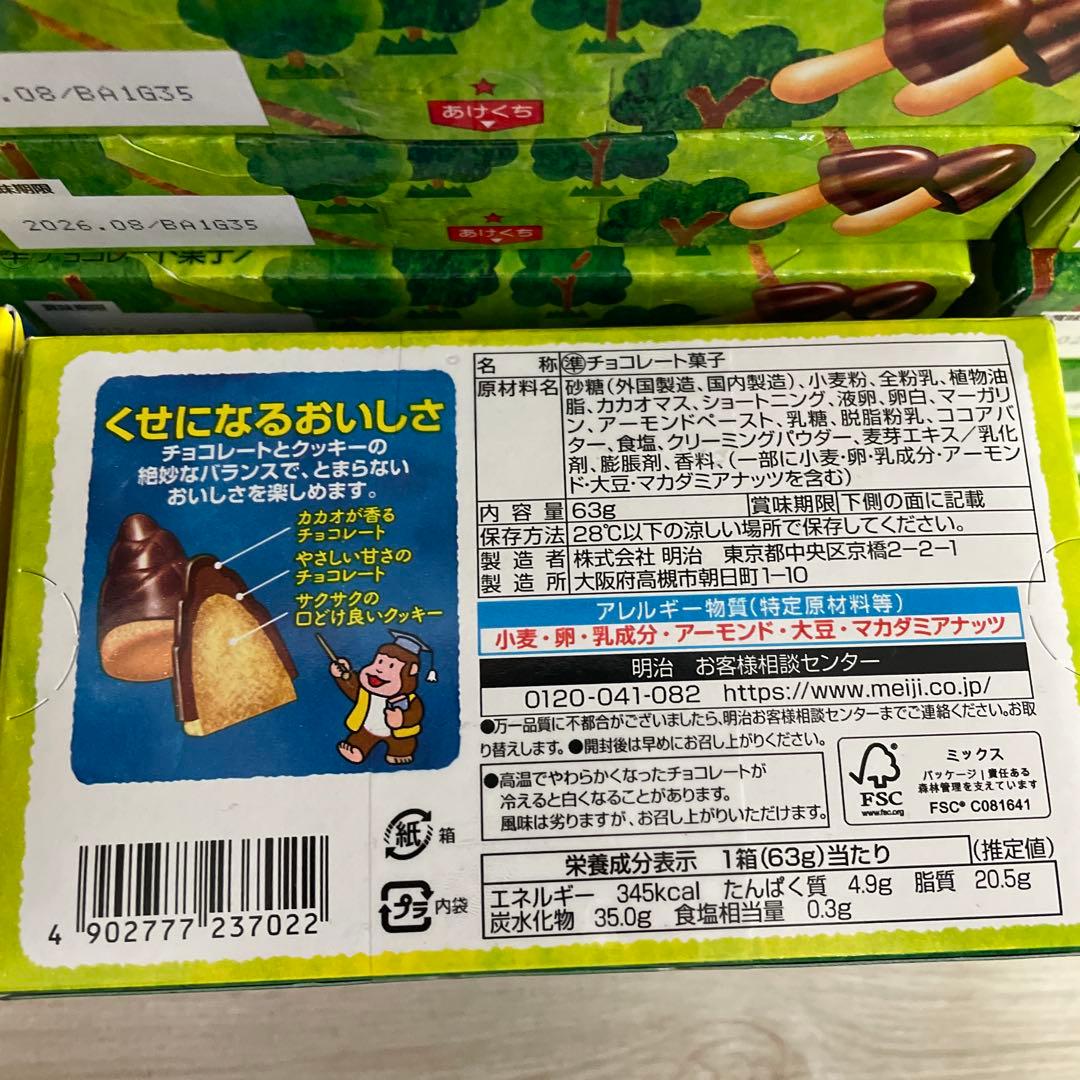 .08/BA1G35
あけくち
味期限
2026.08/BA1G35
あけくち
くせになるおいしさ
チョコレートとクッキーの
絶妙なバランスで、とまらない
おいしさを楽しめます。
カカオが香る
チョコレート
やさしい甘さの
チョコレート
サクサクの
口どけ良いクッキー
名 称 準チョコレート菓子
原材料名 砂糖(外国製造、国内製造)、小麦粉、全粉乳、植物油
脂、カカオマス、ショートニング、液卵、卵白、マーガリ
ン、アーモンドペースト、乳糖、脱脂粉乳、ココアバ
ター、食塩、クリーミングパウダー、麦芽エキス/乳化
剤、膨脹剤、香料、(一部に小麦・卵・乳成分・アーモン
ド・大豆・マカダミアナッツを含む)
内 容 量 63g 賞味期限 下側の面に記載
保存方法 28℃以下の涼しい場所で保存してください。
製 造 者 株式会社 明治 東京都中央区京橋2-2-1
製 造 所 大阪府高槻市朝日町1-10
アレルギー物質(特定原材料等)
小麦・卵・乳成分・アーモンド・大豆・マカダミアナッツ
明治 お客様相談センター
0120-041-082 https://www.meiji.co.jp/
●万一品質に不都合がございましたら、明治お客様相談センターまでご連絡ください。お取
り替えします。 ●開封後は早めにお召し上がりください。
●高温でやわらかくなったチョコレートが
冷えると白くなることがあります。
風味は劣りますが、お召し上がりいただけます。
FSC
www.fsc.org
ミックス
パッケージ|責任ある
森林管理を支えています
FSC® C081641
紙 箱
プラ 内袋
栄養成分表示 1箱(63g)当たり (推定値)
エネルギー 345kcal たんぱく質 4.9g 脂質 20.5g
炭水化物 35.0g 食塩相当量 0.3g
4 902777 237022